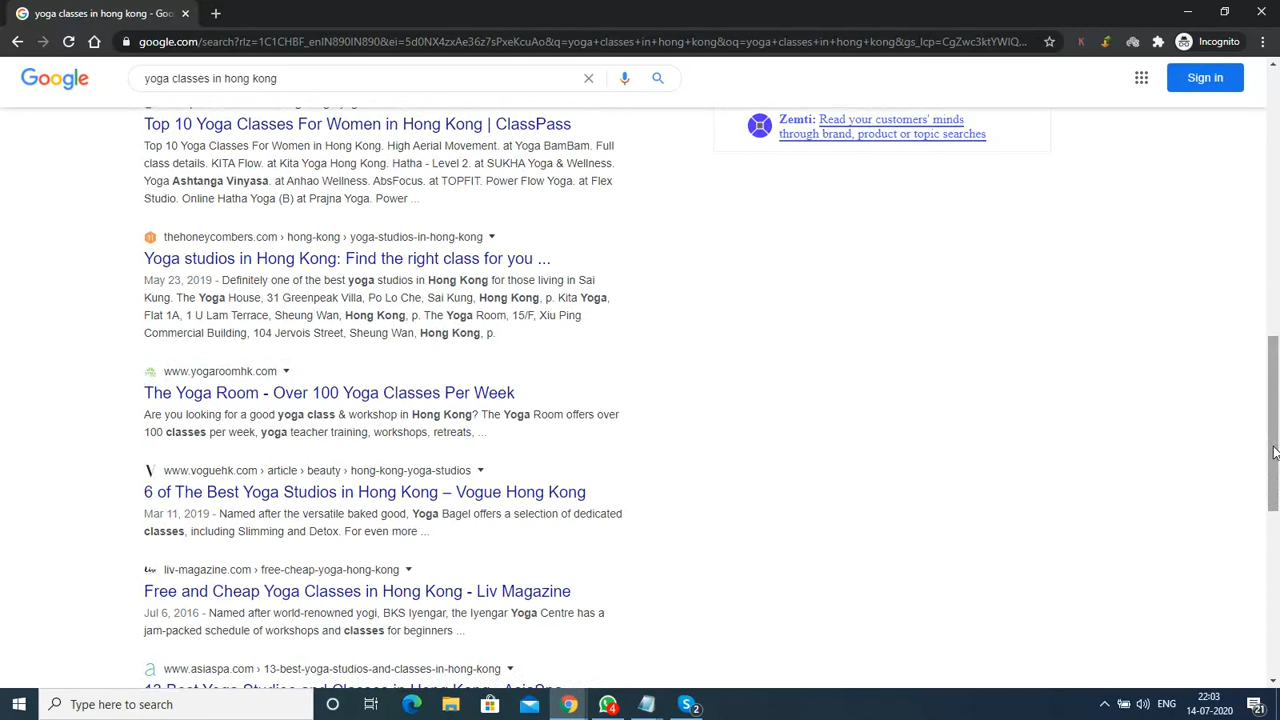 yoga classes in hong kong - Goo
google.com/search?rlz=1C1CHBF_enIN890IN890&ei=5d0NX4zxAe36z7sPxeKcuAo&q=yoga+classes+in+hong+kong&oq=yoga+classes+in+hong+kong&gs_lcp=CgZwc3ktYWIQ...
Incognito
Google
yoga classes in hong kong
Sign in
Top 10 Yoga Classes For Women in Hong Kong | ClassPass
Top 10 Yoga Classes For Women in Hong Kong. High Aerial Movement. at Yoga BamBam. Full
class details. KITA Flow. at Kita Yoga Hong Kong. Hatha - Level 2. at SUKHA Yoga & Wellness.
Yoga Ashtanga Vinyasa. at Anhao Wellness. AbsFocus. at TOPFIT. Power Flow Yoga. at Flex
Studio. Online Hatha Yoga (B) at Prajna Yoga. Power ...
Zemti: Read your customers' minds
through brand, product or topic searches
thehoneycombers.com › hong-kong › yoga-studios-in-hong-kong
Yoga studios in Hong Kong: Find the right class for you ...
May 23, 2019 - Definitely one of the best yoga studios in Hong Kong for those living in Sai
Kung. The Yoga House, 31 Greenpeak Villa, Po Lo Che, Sai Kung, Hong Kong, p. Kita Yoga,
Flat 1A, 1 U Lam Terrace, Sheung Wan, Hong Kong, p. The Yoga Room, 15/F, Xiu Ping
Commercial Building, 104 Jervois Street, Sheung Wan, Hong Kong, p.
www.yogaroomhk.com
The Yoga Room - Over 100 Yoga Classes Per Week
Are you looking for a good yoga class & workshop in Hong Kong? The Yoga Room offers over
100 classes per week, yoga teacher training, workshops, retreats, ...
www.voguehk.com › article › beauty › hong-kong-yoga-studios
6 of The Best Yoga Studios in Hong Kong – Vogue Hong Kong
Mar 11, 2019 - Named after the versatile baked good, Yoga Bagel offers a selection of dedicated
classes, including Slimming and Detox. For even more ...
liv-magazine.com › free-cheap-yoga-hong-kong
Free and Cheap Yoga Classes in Hong Kong - Liv Magazine
Jul 6, 2016 - Named after world-renowned yogi, BKS Iyengar, the Iyengar Yoga Centre has a
jam-packed schedule of workshops and classes for beginners ...
www.asiaspa.com › 13-best-yoga-studios-and-classes-in-hong-kong
13 Best Yoga Studios and Classes in Hong Kong - AsiaSpa
Type here to search
4
2
ENG
22:03
14-07-2020
21